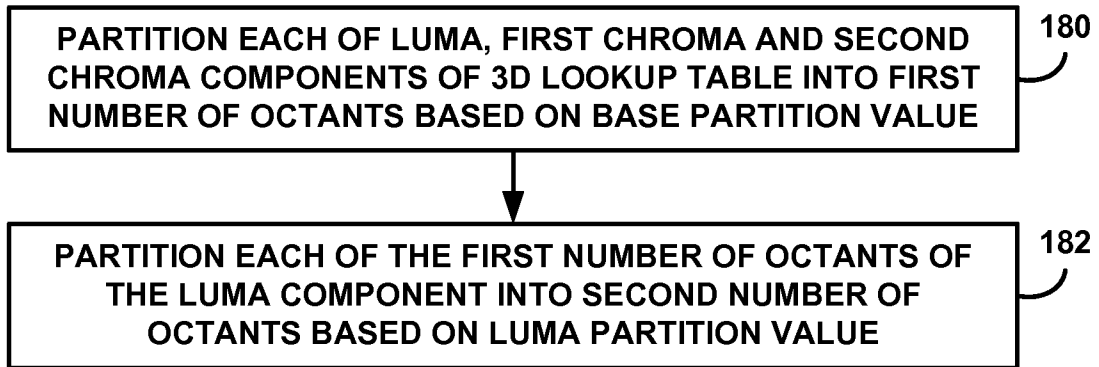 PARTITION EACH OF LUMA, FIRST CHROMA AND SECOND
CHROMA COMPONENTS OF 3D LOOKUP TABLE INTO FIRST
NUMBER OF OCTANTS BASED ON BASE PARTITION VALUE
180
PARTITION EACH OF THE FIRST NUMBER OF OCTANTS OF
THE LUMA COMPONENT INTO SECOND NUMBER OF
OCTANTS BASED ON LUMA PARTITION VALUE
182